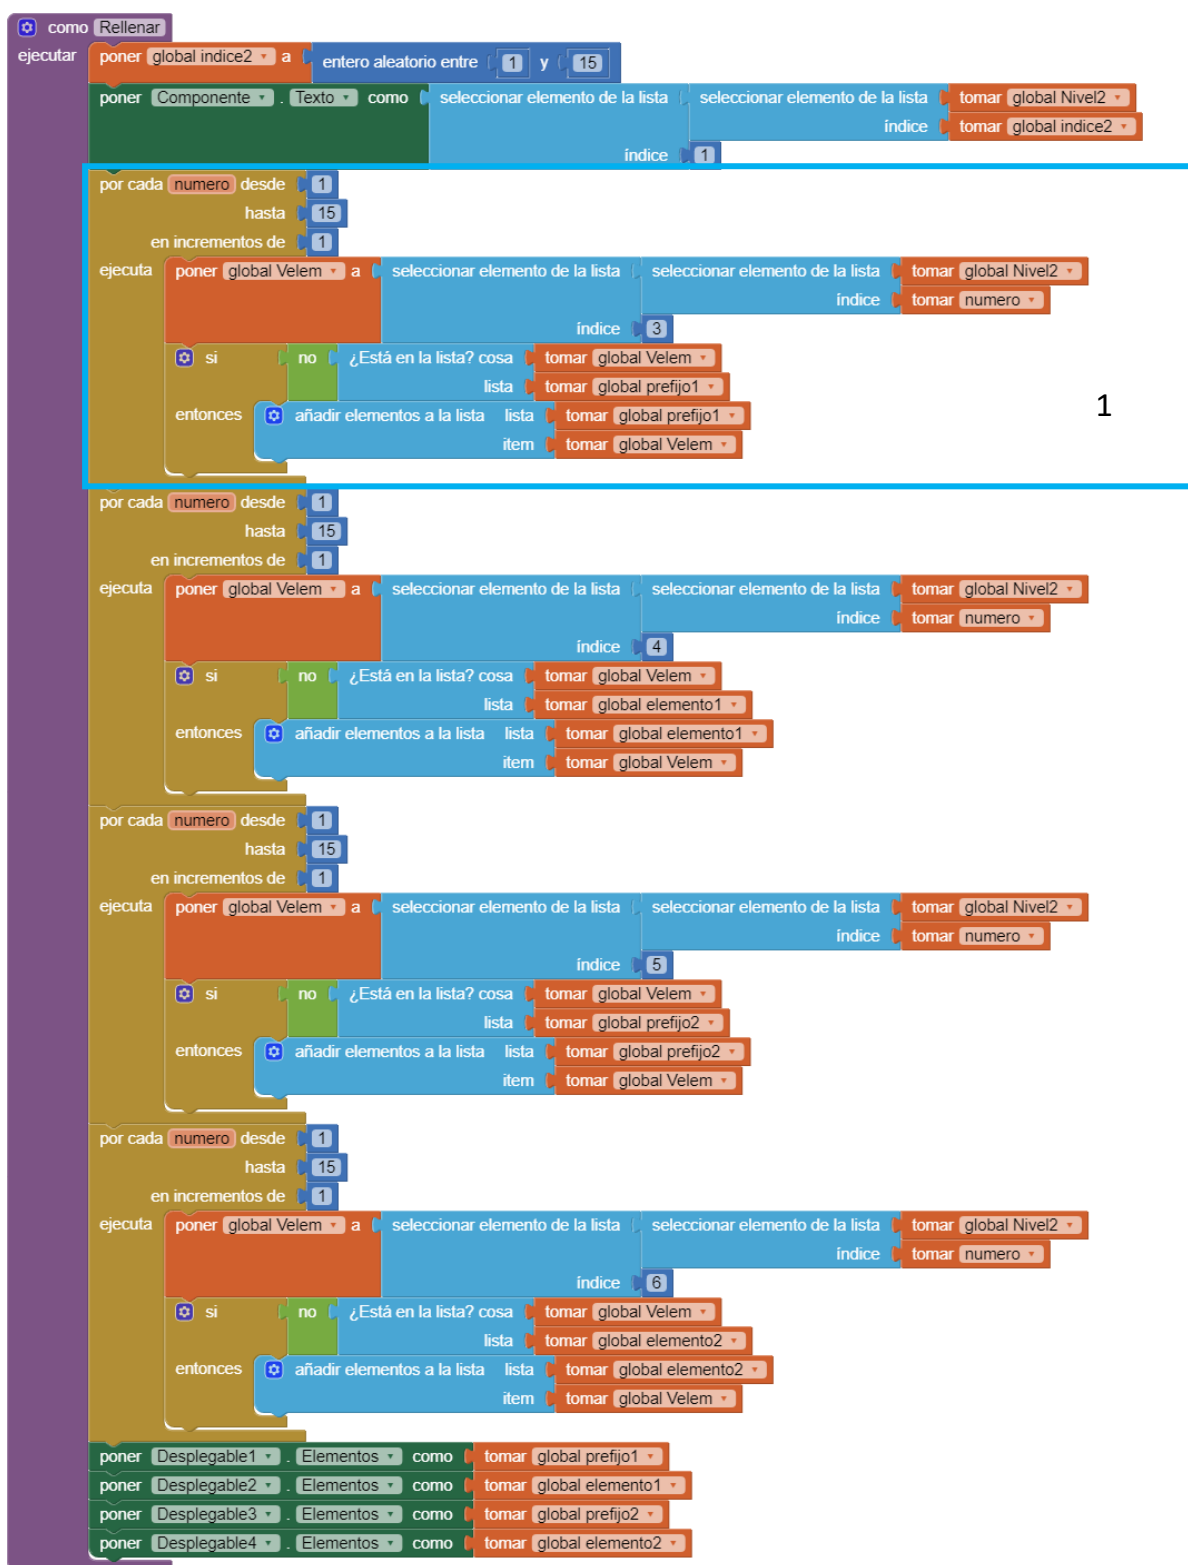 como Rellenar
ejecutar poner global indice2 a entero aleatorio entre 1 y 15
poner Componente . Texto como seleccionar elemento de la lista seleccionar elemento de la lista tomar global Nivel2
índice tomar global indice2
índice 1
por cada numero desde 1
hasta 15
en incrementos de 1
ejecuta poner global Velem a seleccionar elemento de la lista seleccionar elemento de la lista tomar global Nivel2
índice tomar numero
índice 3
si no ¿Está en la lista? cosa tomar global Velem
lista tomar global prefijo1
entonces añadir elementos a la lista lista tomar global prefijo1
1
item tomar global Velem
por cada numero desde 1
hasta 15
en incrementos de 1
ejecuta poner global Velem a seleccionar elemento de la lista seleccionar elemento de la lista tomar global Nivel2
índice tomar numero
índice 4
si no ¿Está en la lista? cosa tomar global Velem
lista tomar global elemento1
entonces añadir elementos a la lista lista tomar global elemento1
item tomar global Velem
por cada numero desde 1
hasta 15
en incrementos de 1
ejecuta poner global Velem a seleccionar elemento de la lista seleccionar elemento de la lista tomar global Nivel2
índice tomar numero
índice 5
si no ¿Está en la lista? cosa tomar global Velem
lista tomar global prefijo2
entonces añadir elementos a la lista lista tomar global prefijo2
item tomar global Velem
por cada numero desde 1
hasta 15
en incrementos de 1
ejecuta poner global Velem a seleccionar elemento de la lista seleccionar elemento de la lista tomar global Nivel2
índice tomar numero
índice 6
si no ¿Está en la lista? cosa tomar global Velem
lista tomar global elemento2
entonces añadir elementos a la lista lista tomar global elemento2
item tomar global Velem
poner Desplegable1 . Elementos como tomar global prefijo1
poner Desplegable2 . Elementos como tomar global elemento1
poner Desplegable3 . Elementos como tomar global prefijo2
poner Desplegable4 . Elementos como tomar global elemento2